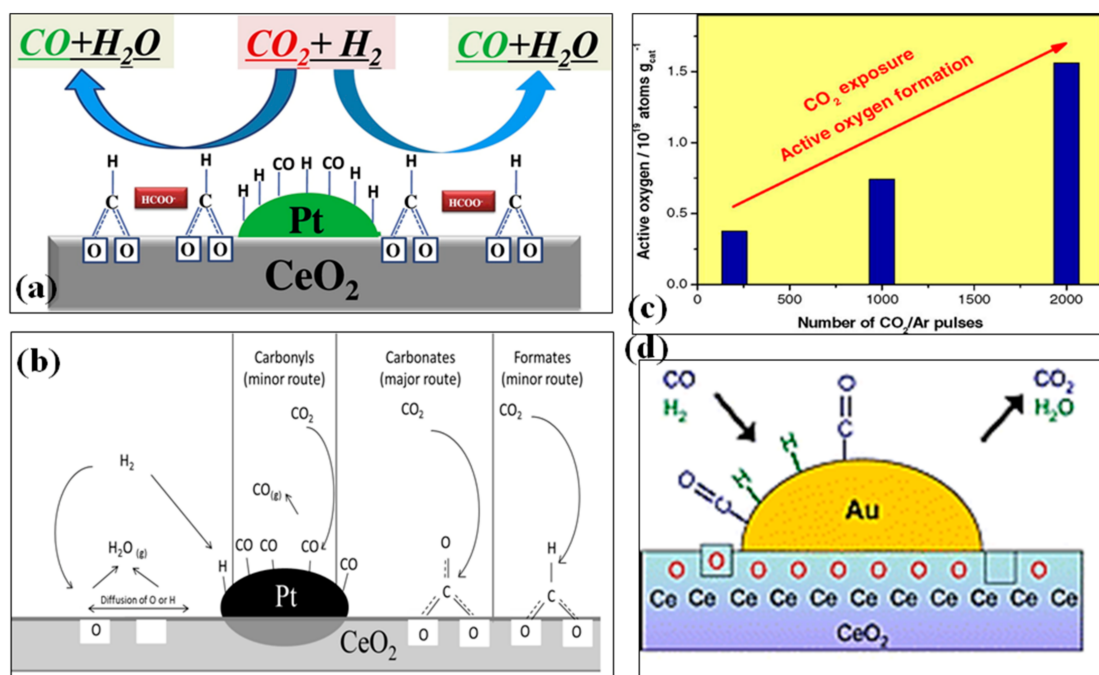 CO+H2O
CO2+ H2
CO+H2O
H
H
H
H
CO
H
CO
H
H
H
H
C
HCOO-
C
C
HCOO-
C
O O
O O
Pt
O O
O O
CeO2
(a)
Active oxygen / 10^19 atoms g_cat^-1
1.5
1.0
0.5
0.0
CO2 exposure
Active oxygen formation
500
1000
1500
2000
Number of CO2/Ar pulses
(c)
(b)
Carbonyls
(minor route)
Carbonates
(major route)
Formates
(minor route)
CO2
CO2
CO2
H2
CO(g)
H2O (g)
H
CO
CO
CO
CO
O
H
C
C
Diffusion of O or H
Pt
O
O O
O O
CeO2
(d)
CO
H2
CO2
H2O
O
C
H
H
O
C
Au
O O O O O O O O O
Ce Ce Ce Ce Ce Ce Ce Ce Ce Ce Ce
CeO2